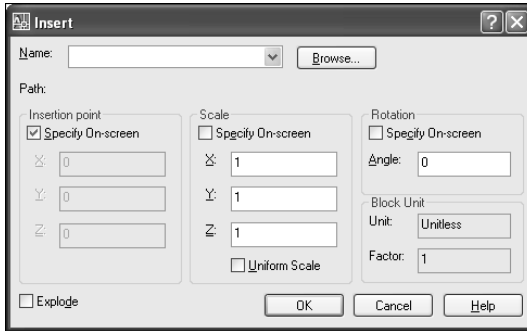 Insert
Name:
Browse...
Path:
Insertion point
Specify On-screen
X: 0
Y: 0
Z: 0
Scale
Specify On-screen
X: 1
Y: 1
Z: 1
Uniform Scale
Rotation
Specify On-screen
Angle: 0
Block Unit
Unit: Unitless
Factor: 1
Explode
OK
Cancel
Help